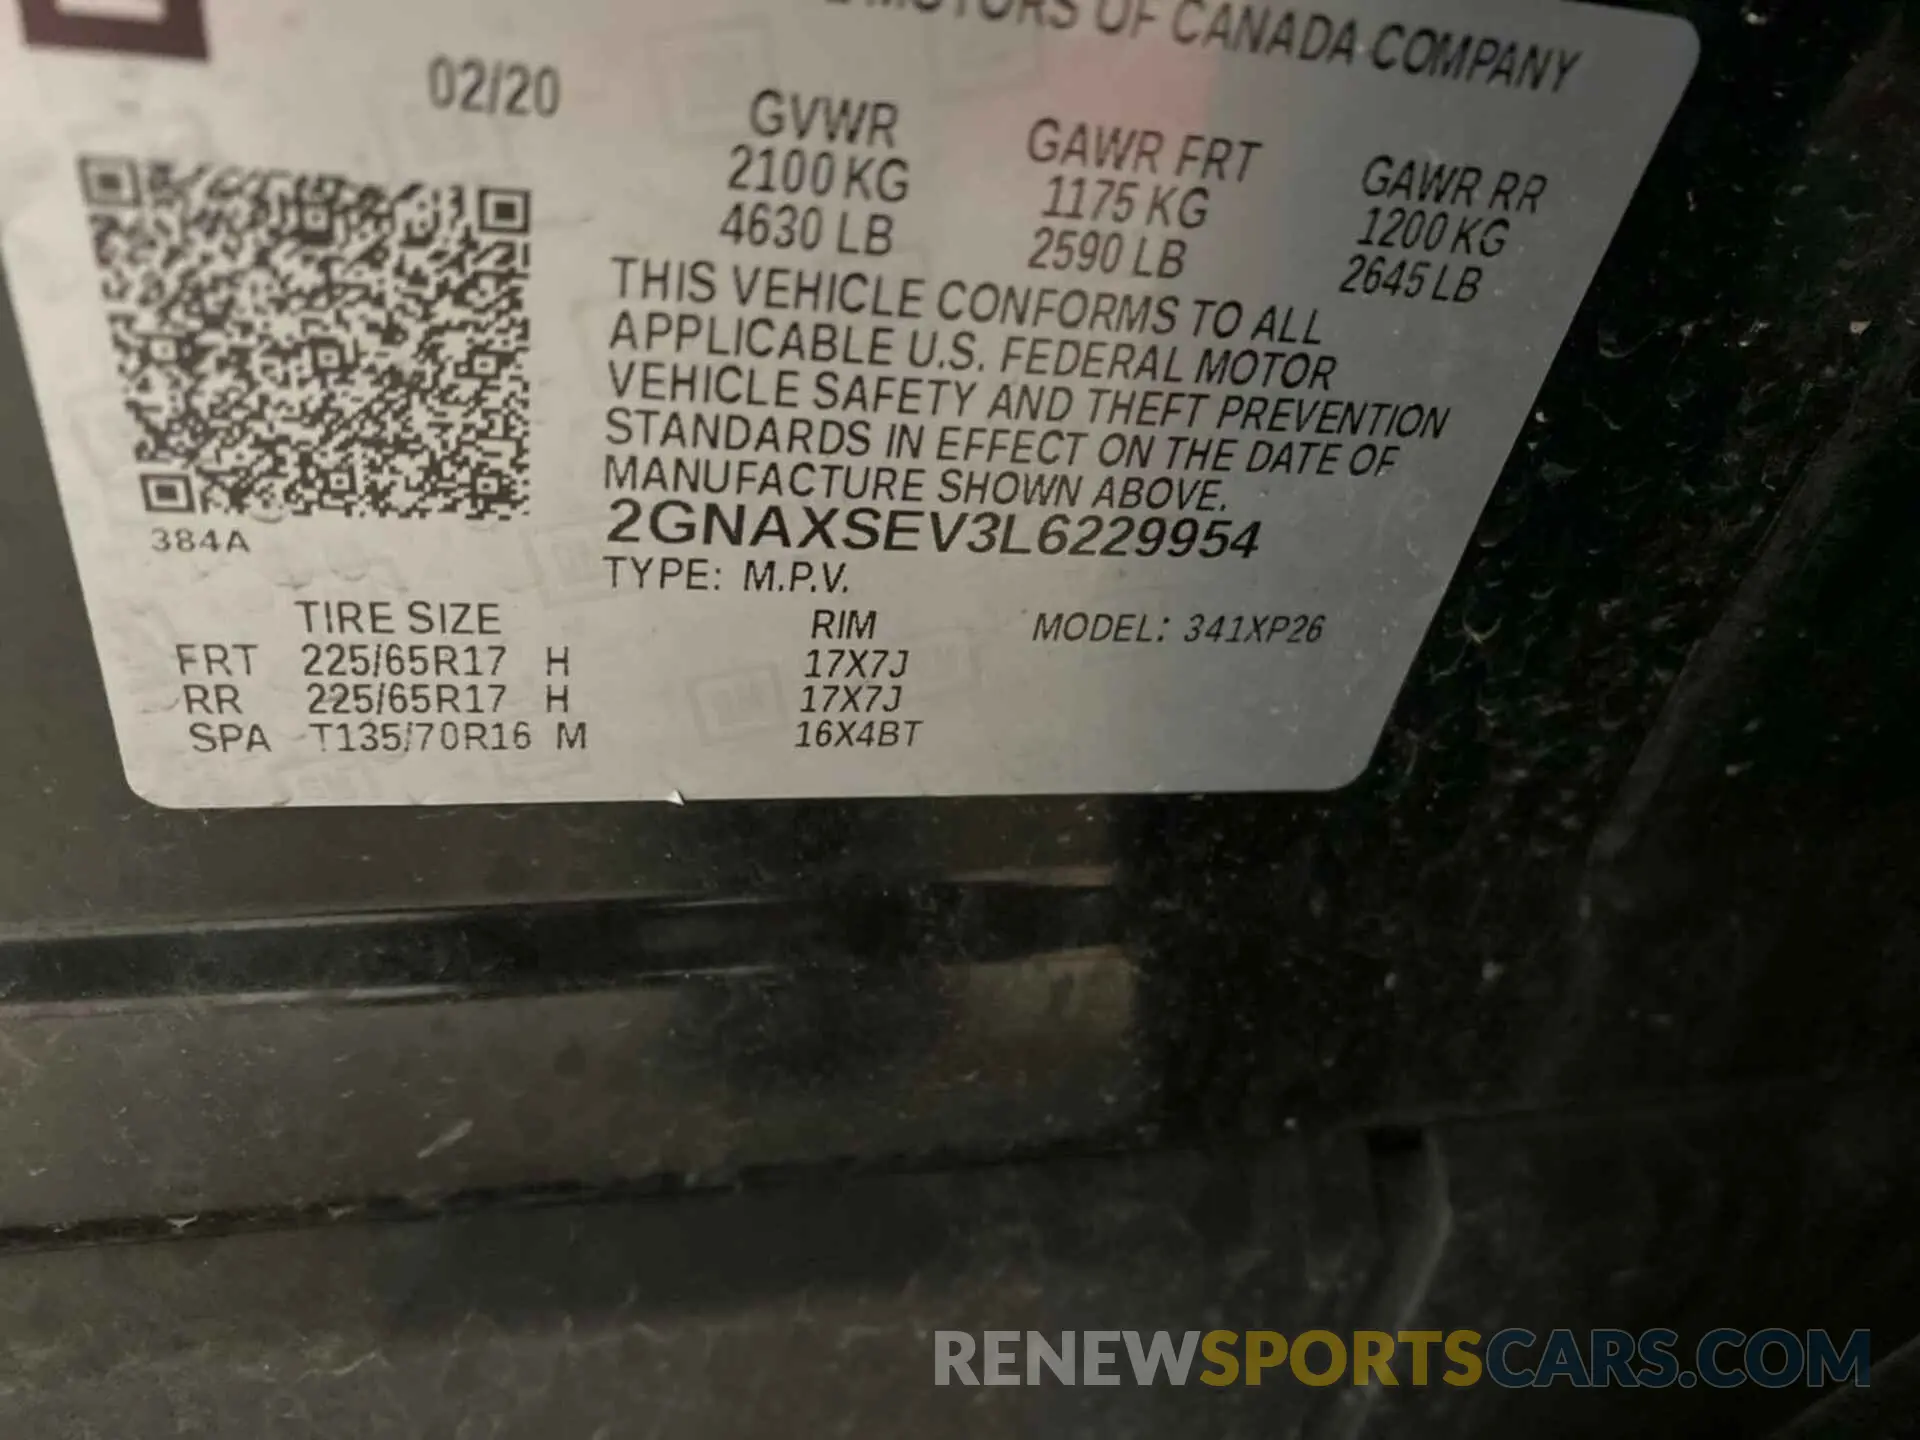 MOTORS OF CANADA COMPANY
02/20
GVWR GAWR FRT GAWR RR
2100 KG 1175 KG 1200 KG
4630 LB 2590 LB 2645 LB
THIS VEHICLE CONFORMS TO ALL
APPLICABLE U.S. FEDERAL MOTOR
VEHICLE SAFETY AND THEFT PREVENTION
STANDARDS IN EFFECT ON THE DATE OF
MANUFACTURE SHOWN ABOVE.
384A
2GNAXSEV3L6229954
TYPE: M.P.V.
TIRE SIZE RIM MODEL: 341XP26
FRT 225/65R17 H 17X7J
RR 225/65R17 H 17X7J
SPA T135/70R16 M 16X4BT
RENEWSPORTSCARS.COM